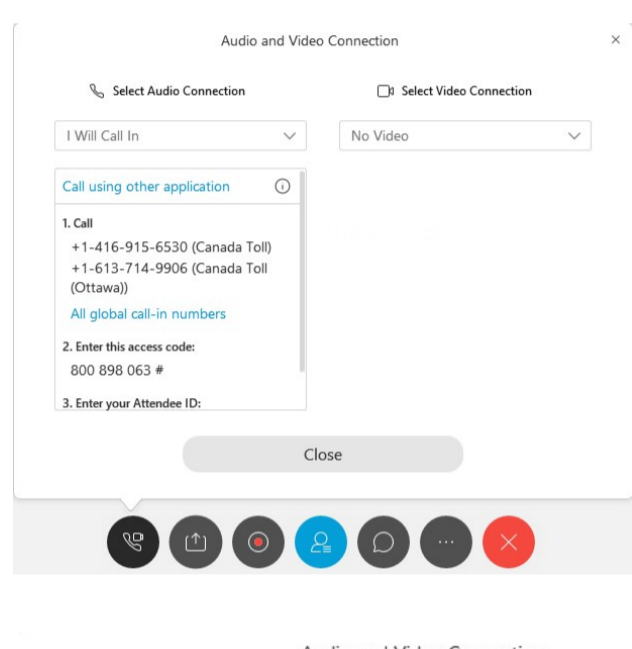 Audio and Video Connection
Select Audio Connection
Select Video Connection
I Will Call In
No Video
Call using other application
1. Call
+1-416-915-6530 (Canada Toll)
+1-613-714-9906 (Canada Toll
(Ottawa))
All global call-in numbers
2. Enter this access code:
800 898 063 #
3. Enter your Attendee ID:
Close